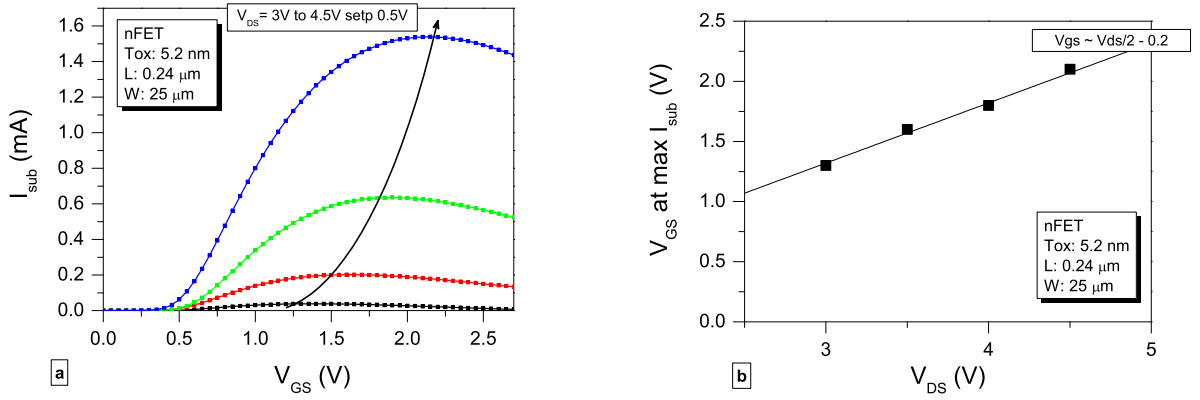 V_DS= 3V to 4.5V setp 0.5V
nFET
Tox: 5.2 nm
L: 0.24 μm
W: 25 μm
I_sub (mA)
1.6
1.4
1.2
1.0
0.8
0.6
0.4
0.2
0.0
0.0 0.5 1.0 1.5 2.0 2.5
V_GS (V)
a
Vgs ~ Vds/2 - 0.2
V_GS at max I_sub (V)
2.5
2.0
1.5
1.0
0.5
0.0
nFET
Tox: 5.2 nm
L: 0.24 μm
W: 25 μm
3 4 5
V_DS (V)
b